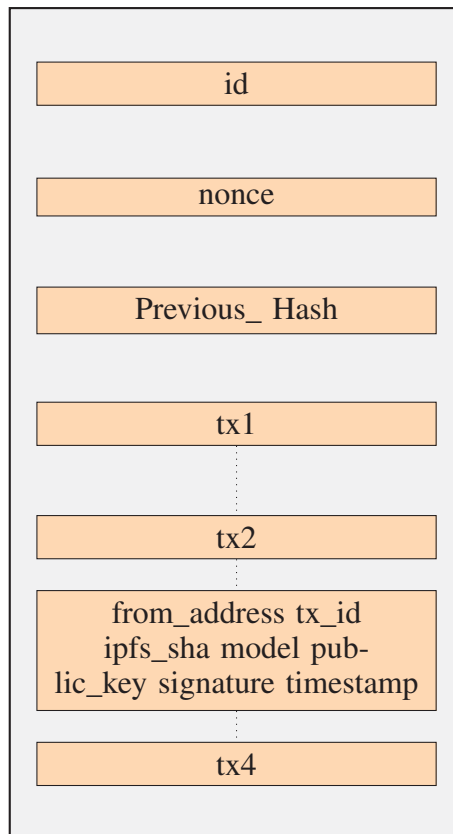 id
nonce
Previous_ Hash
tx1
tx2
from_address tx_id
ipfs_sha model pub-
lic_key signature timestamp
tx4